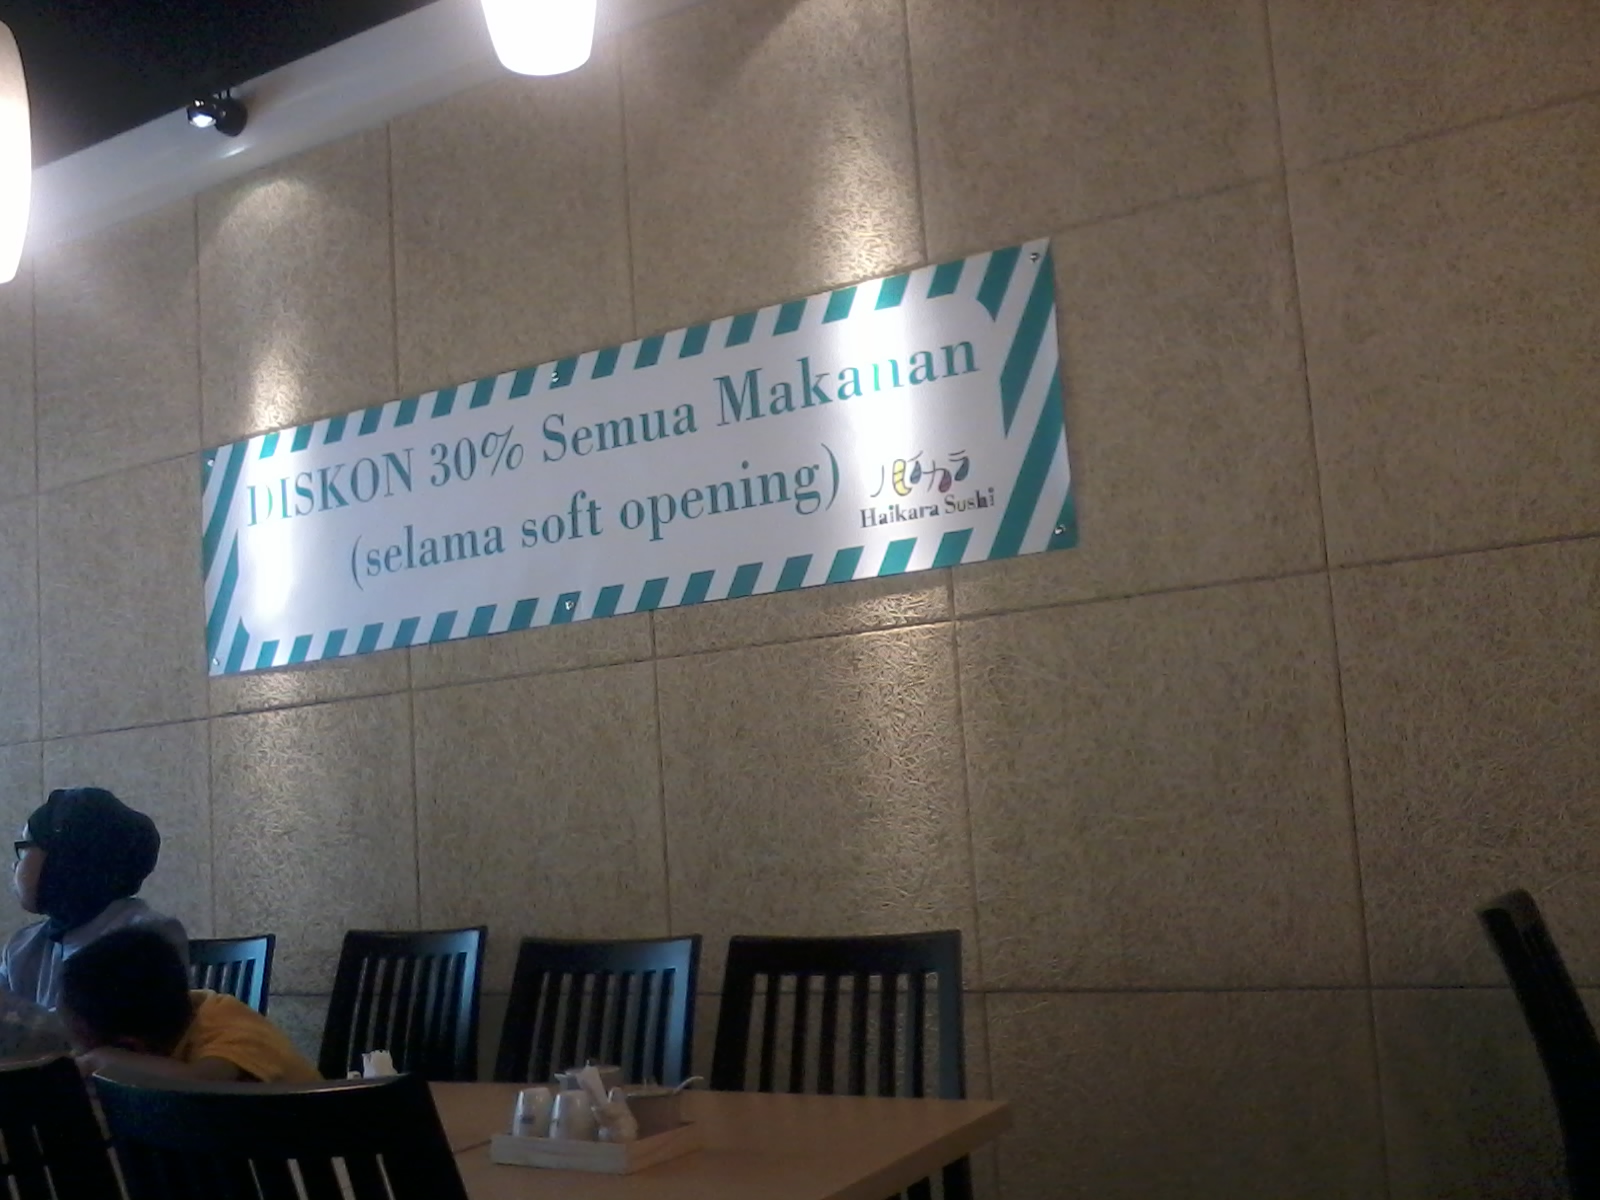 DISKON 30% Semua Makanan
(selama soft opening)
ハイカラ
Haikara Sushi